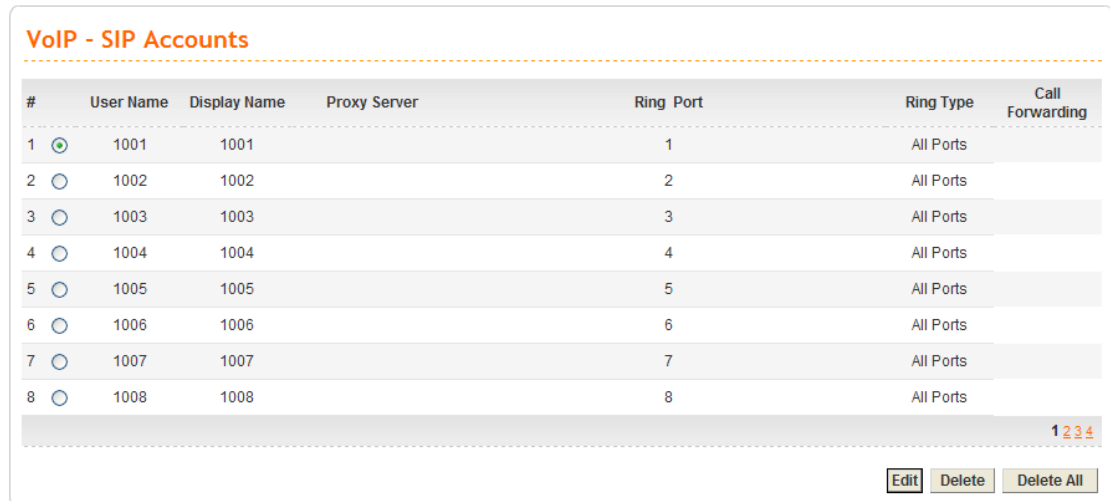 VoIP - SIP Accounts
# User Name Display Name Proxy Server Ring Port Ring Type Call Forwarding
1 1001 1001 1 All Ports
2 1002 1002 2 All Ports
3 1003 1003 3 All Ports
4 1004 1004 4 All Ports
5 1005 1005 5 All Ports
6 1006 1006 6 All Ports
7 1007 1007 7 All Ports
8 1008 1008 8 All Ports
1 2 3 4
Edit Delete Delete All